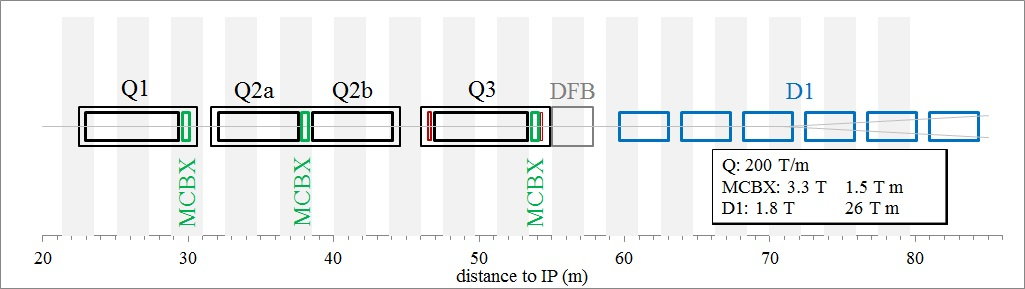 Q1 Q2a Q2b Q3 DFB D1
MCBX MCBX MCBX
Q: 200 T/m
MCBX: 3.3 T 1.5 T m
D1: 1.8 T 26 T m
20 30 40 50 60 70 80
distance to IP (m)